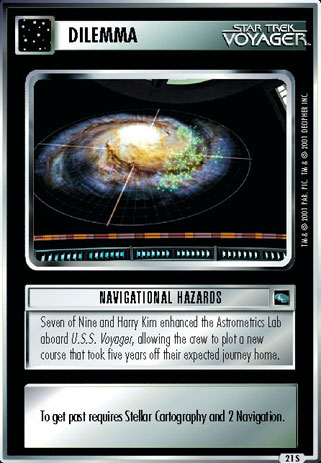 DILEMMA
STAR TREK
VOYAGER™
TM & © 2001 PAR. PIC. TM & © 2001 DECIPHER INC.
NAVIGATIONAL HAZARDS
Seven of Nine and Harry Kim enhanced the Astrometrics Lab
aboard U.S.S. Voyager, allowing the crew to plot a new
course that took five years off their expected journey home.
To get past requires Stellar Cartography and 2 Navigation.
21 S